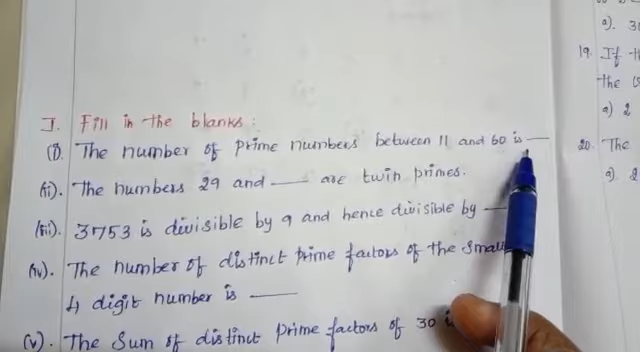 I. Fill in the blanks:
(i). The number of prime numbers between 11 and 60 is —
(ii). The numbers 29 and — are twin primes.
(iii). 3753 is divisible by 9 and hence divisible by —
(iv). The number of distinct prime factors of the
4 digit number is —
(v). The Sum of distinct prime factors of 30
a). 30
19. If
the
a) 2
20. The
a). 2